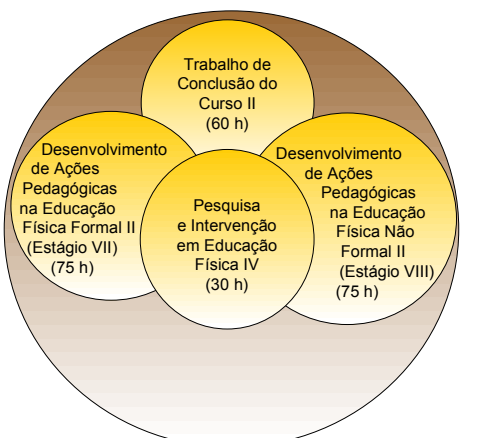 Trabalho de
Conclusão do
Curso II
(60 h)
Desenvolvimento
de Ações
Pedagógicas
na Educação
Física Formal II
(Estágio VII)
(75 h)
Pesquisa
e Intervenção
em Educação
Física IV
(30 h)
Desenvolvimento
de Ações
Pedagógicas
na Educação
Física Não
Formal II
(Estágio VIII)
(75 h)